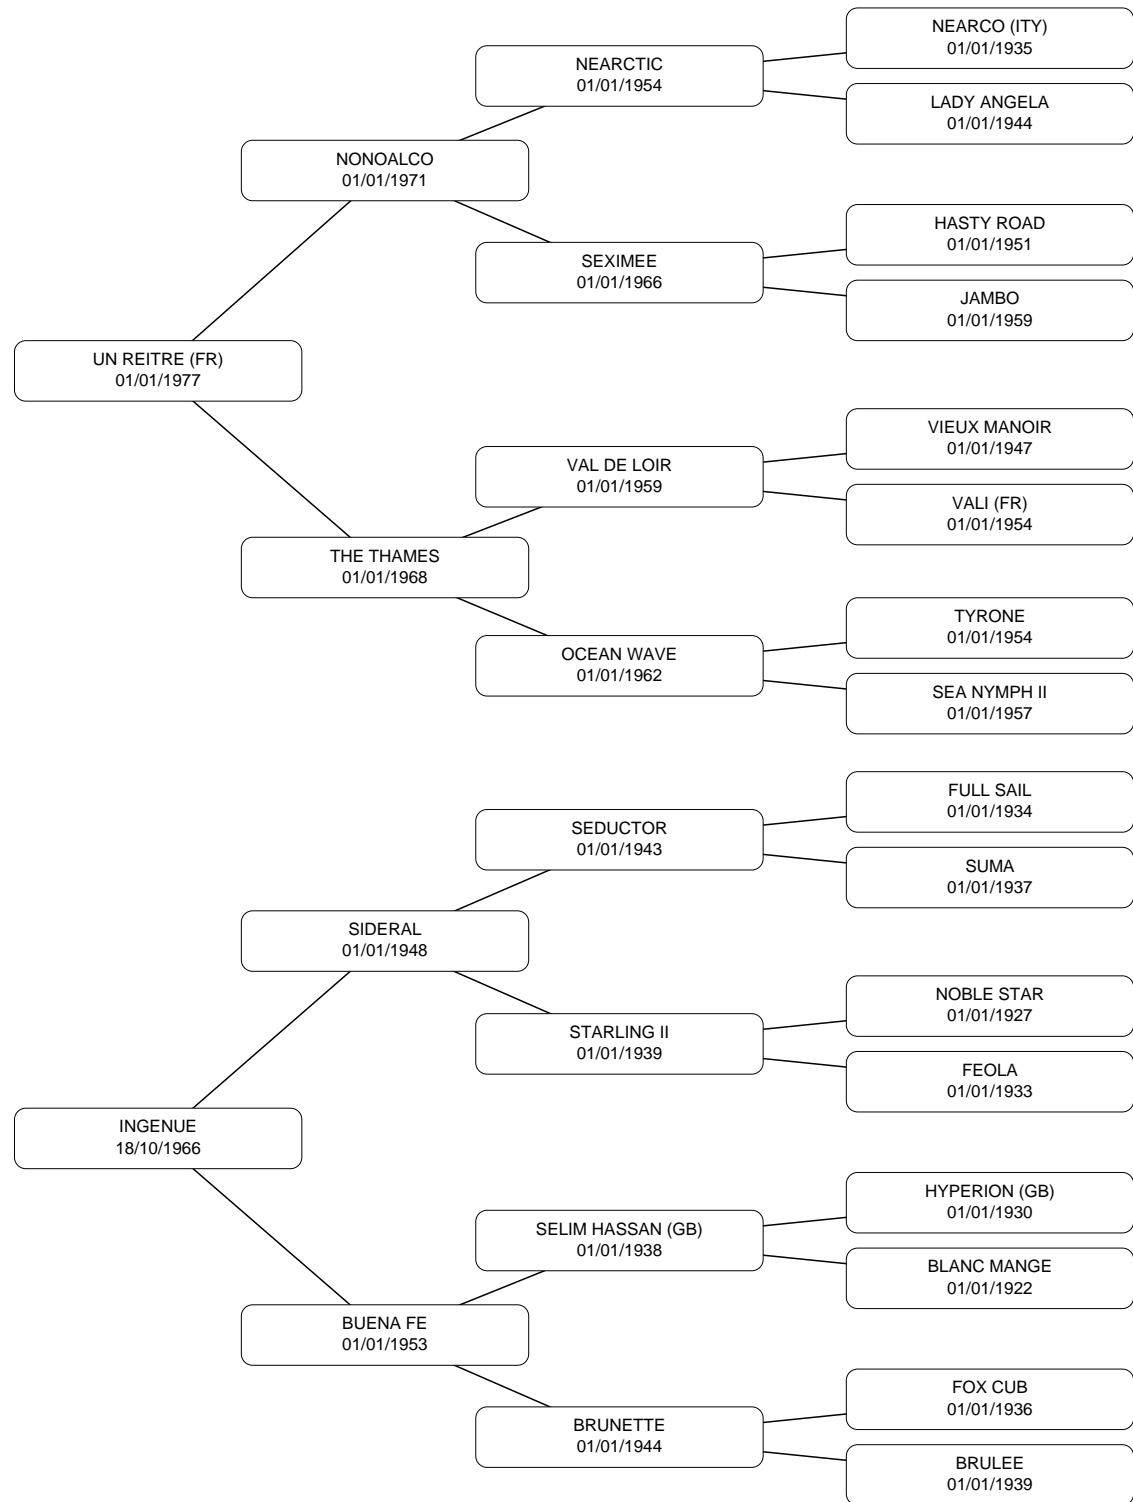 NEARCO (ITY)
01/01/1935
NEARCTIC
01/01/1954
LADY ANGELA
01/01/1944
NONOALCO
01/01/1971
HASTY ROAD
01/01/1951
SEXIMEE
01/01/1966
JAMBO
01/01/1959
UN REITRE (FR)
01/01/1977
VIEUX MANOIR
01/01/1947
VAL DE LOIR
01/01/1959
VALI (FR)
01/01/1954
THE THAMES
01/01/1968
TYRONE
01/01/1954
OCEAN WAVE
01/01/1962
SEA NYMPH II
01/01/1957
FULL SAIL
01/01/1934
SEDUCTOR
01/01/1943
SUMA
01/01/1937
SIDERAL
01/01/1948
NOBLE STAR
01/01/1927
STARLING II
01/01/1939
FEOLA
01/01/1933
INGENUE
18/10/1966
HYPERION (GB)
01/01/1930
SELIM HASSAN (GB)
01/01/1938
BLANC MANGE
01/01/1922
BUENA FE
01/01/1953
FOX CUB
01/01/1936
BRUNETTE
01/01/1944
BRULEE
01/01/1939